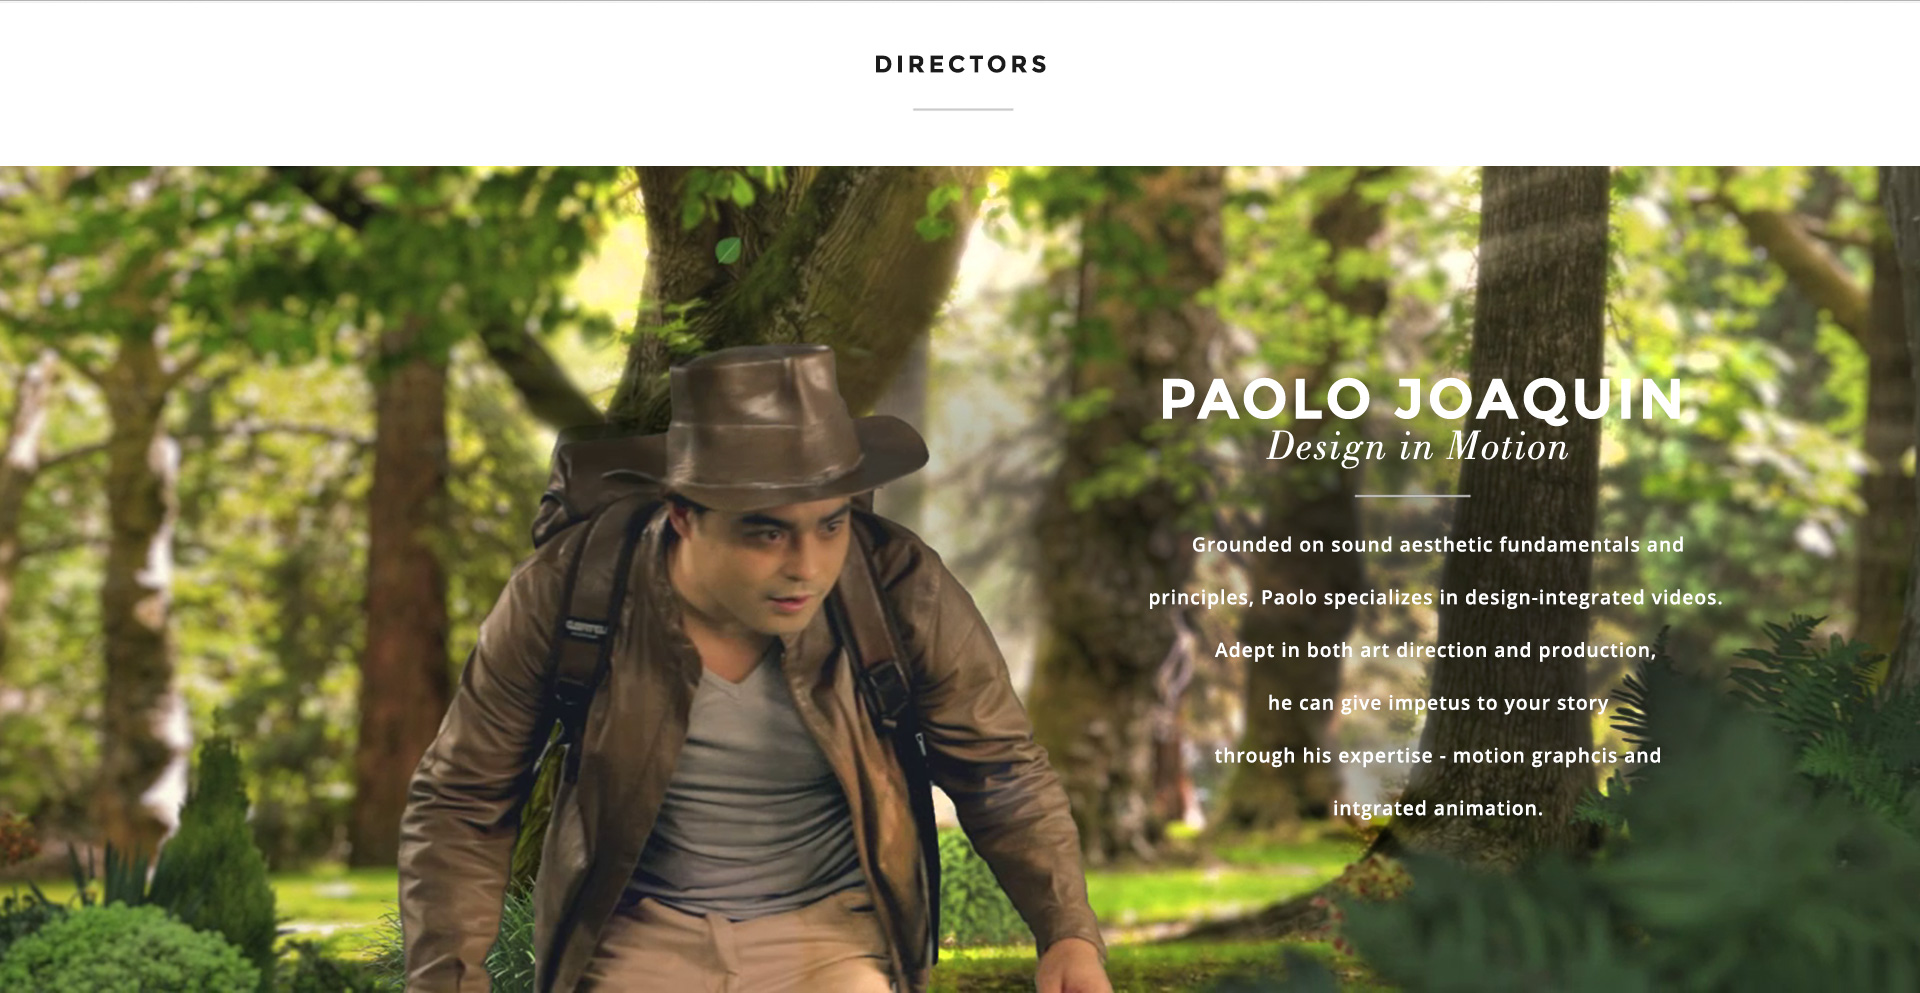 DIRECTORS
PAOLO JOAQUIN
Design in Motion
Grounded on sound aesthetic fundamentals and
principles, Paolo specializes in design-integrated videos.
Adept in both art direction and production,
he can give impetus to your story
through his expertise - motion graphcis and
intgrated animation.